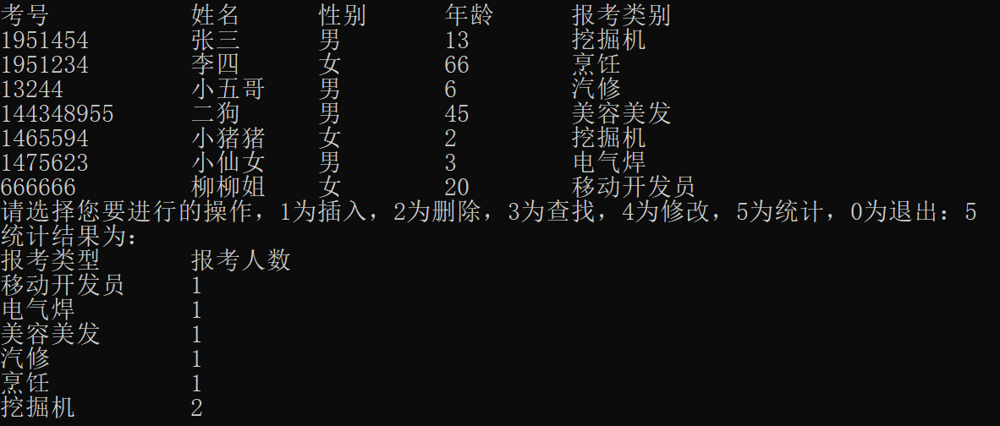 考号 姓名 性别 年龄 报考类别
1951454 张三 男 13 挖掘机
1951234 李四 女 66 烹饪
13244 小五哥 男 6 汽修
144348955 二狗 男 45 美容美发
1465594 小猪猪 女 2 挖掘机
1475623 小仙女 男 3 电气焊
666666 柳柳姐 女 20 移动开发员
请选择您要进行的操作，1为插入，2为删除，3为查找，4为修改，5为统计，0为退出：5
统计结果为：
报考类型 报考人数
移动开发员 1
电气焊 1
美容美发 1
汽修 1
烹饪 1
挖掘机 2